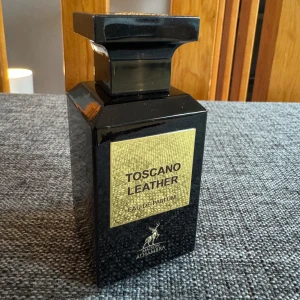 TOSCANO
LEATHER
EAU DE PARFUM
MAISON
ALHAMBRA